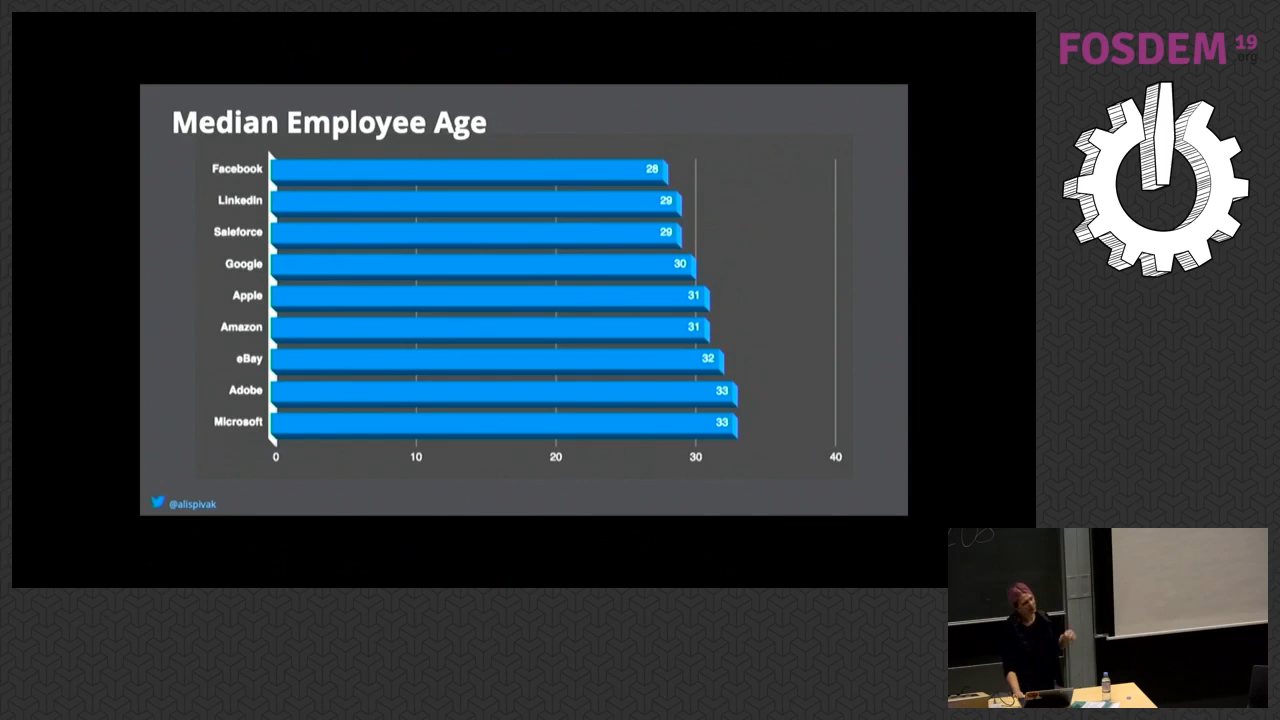 FOSDEM 19
.org
Median Employee Age
Facebook 28
LinkedIn 29
Saleforce 29
Google 30
Apple 31
Amazon 31
eBay 32
Adobe 33
Microsoft 33
0 10 20 30 40
@alispivak